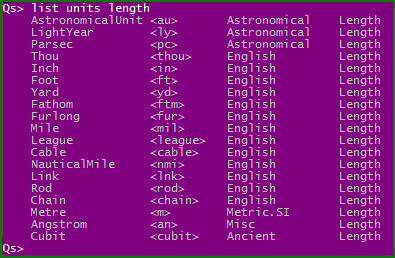 Qs> list units length
AstronomicalUnit <au> Astronomical Length
LightYear <ly> Astronomical Length
Parsec <pc> Astronomical Length
Thou <thou> English Length
Inch <in> English Length
Foot <ft> English Length
Yard <yd> English Length
Fathom <ftm> English Length
Furlong <fur> English Length
Mile <mil> English Length
League <league> English Length
Cable <cable> English Length
NauticalMile <nmi> English Length
Link <lnk> English Length
Rod <rod> English Length
Chain <chain> English Length
Metre <m> Metric.SI Length
Angstrom <an> Misc Length
Cubit <cubit> Ancient Length
Qs>